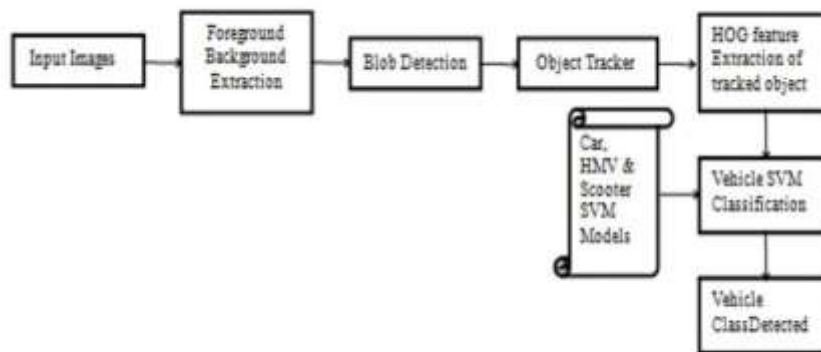 Input Images
Foreground
Background
Extraction
Blob Detection
Object Tracker
HOG feature
Extraction of
tracked object
Car,
HMV &
Scooter
SVM
Models
Vehicle SVM
Classification
Vehicle
ClassDetected